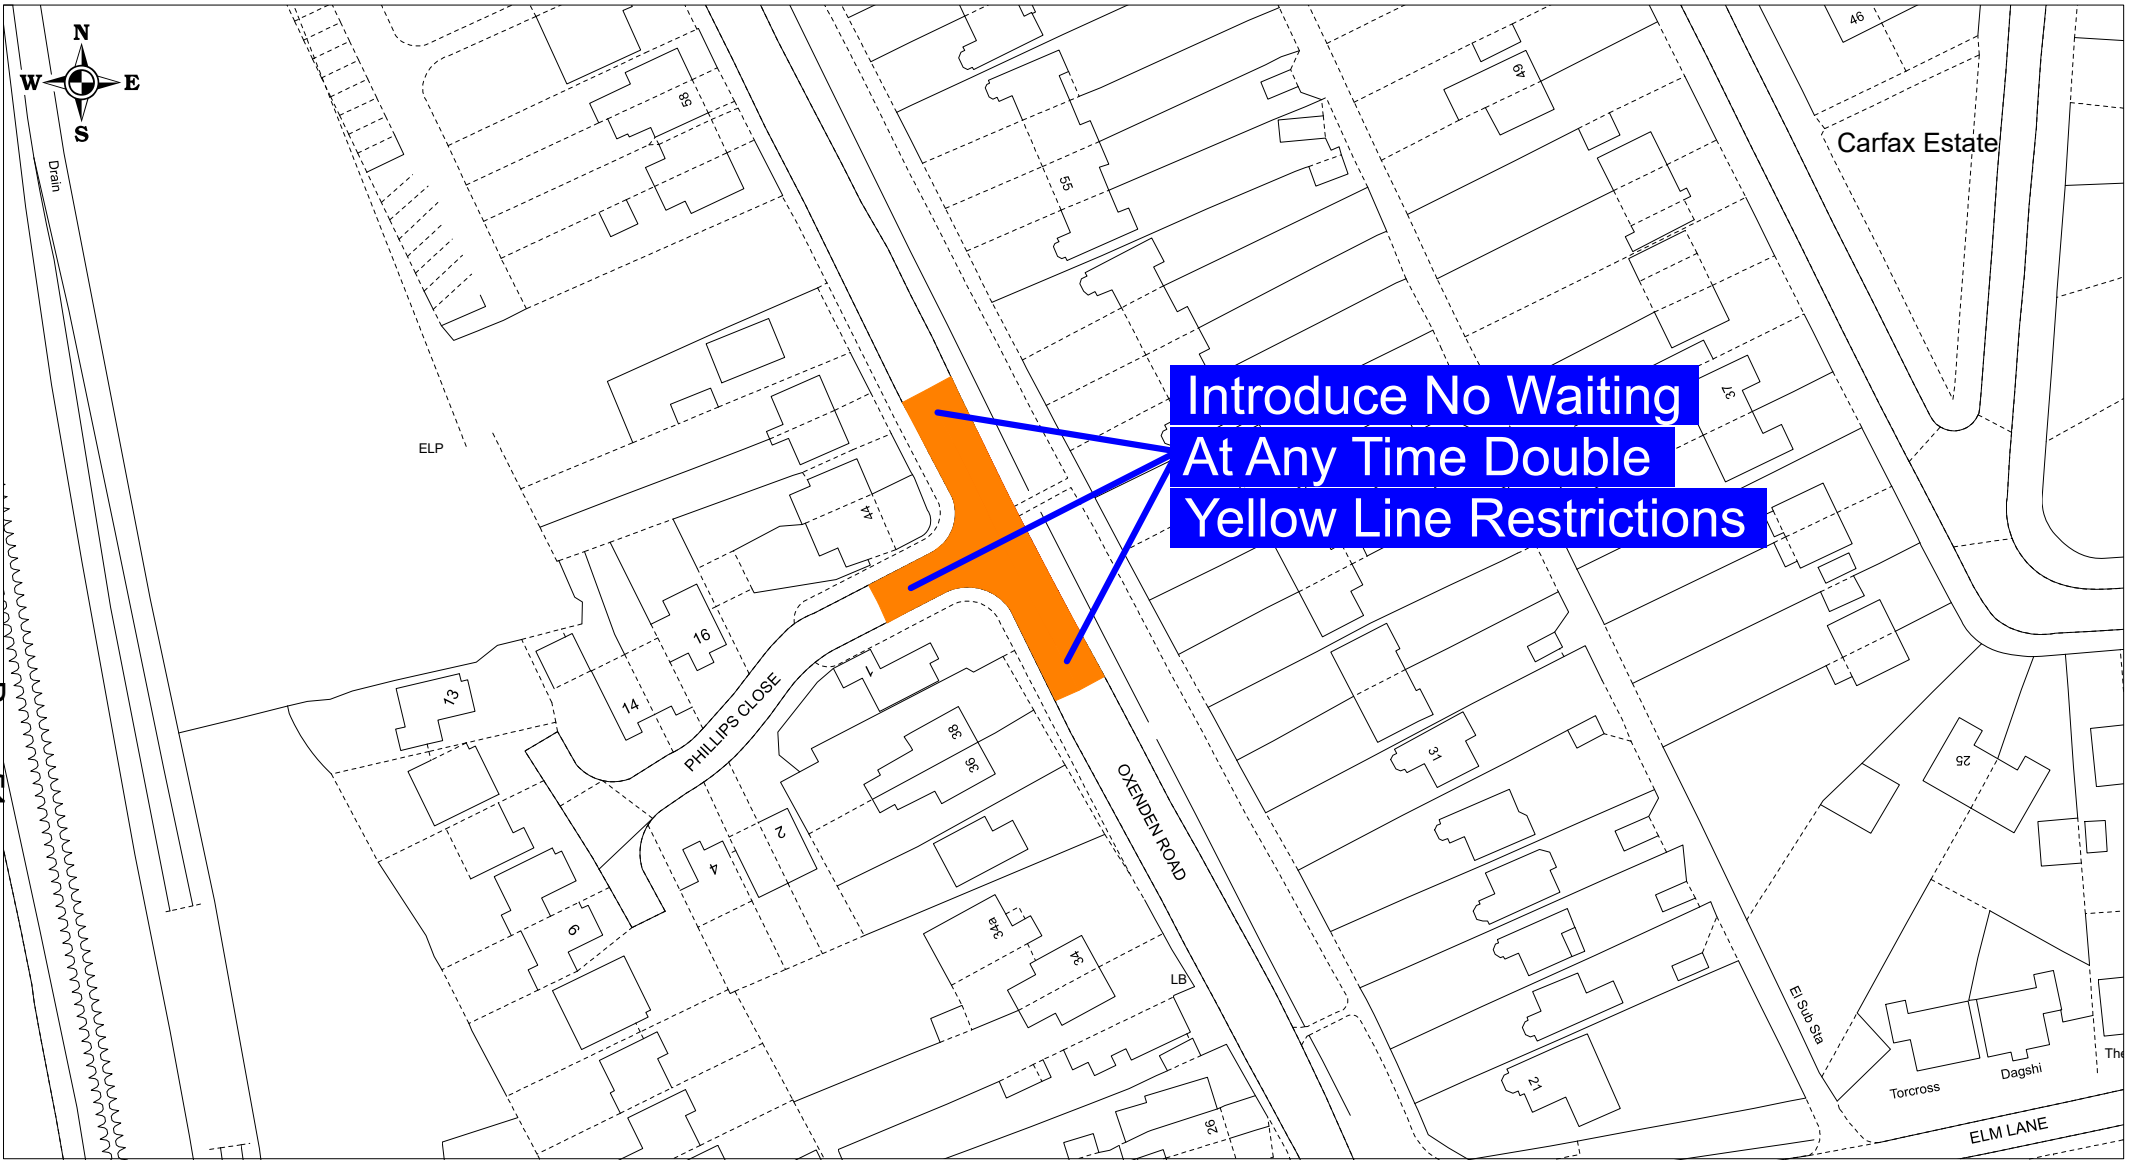 N
W E
S
Drain
46
49
58
Carfax Estate
55
Introduce No Waiting
At Any Time Double
Yellow Line Restrictions
37
ELP
44
16
13
14
1
PHILLIPS CLOSE
38
36
31
25
OXENDEN ROAD
2
4
9
34a
34
LB
El Sub Sta
21
Torcross
Dagshi
The
26
ELM LANE